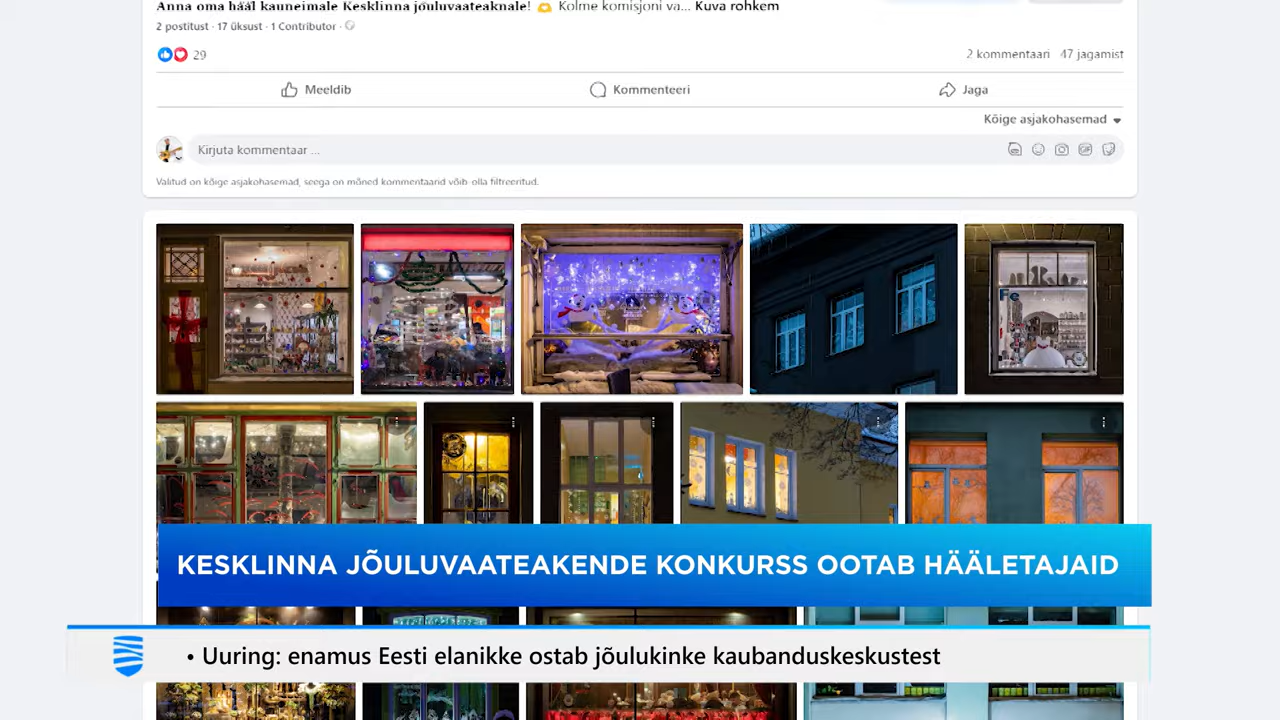 Anna oma hääl kauneimale Kesklinna jõuluvaateaknale! 🫶 Kolme komisjoni va... Kuva rohkem
2 postitust · 17 üksust · 1 Contributor ·
29
2 kommentaari 47 jagamist
Meeldib Kommenteeri Jaga
Kõige asjakohasemad
Kirjuta kommentaar ...
GIF
Valitud on kõige asjakohasemad, seega on mõned kommentaarid võib-olla filtreeritud.
Fe
KESKLINNA JÕULUVAATEAKENDE KONKURSS OOTAB HÄÄLETAJAID
• Uuring: enamus Eesti elanikke ostab jõulukinke kaubanduskeskustest